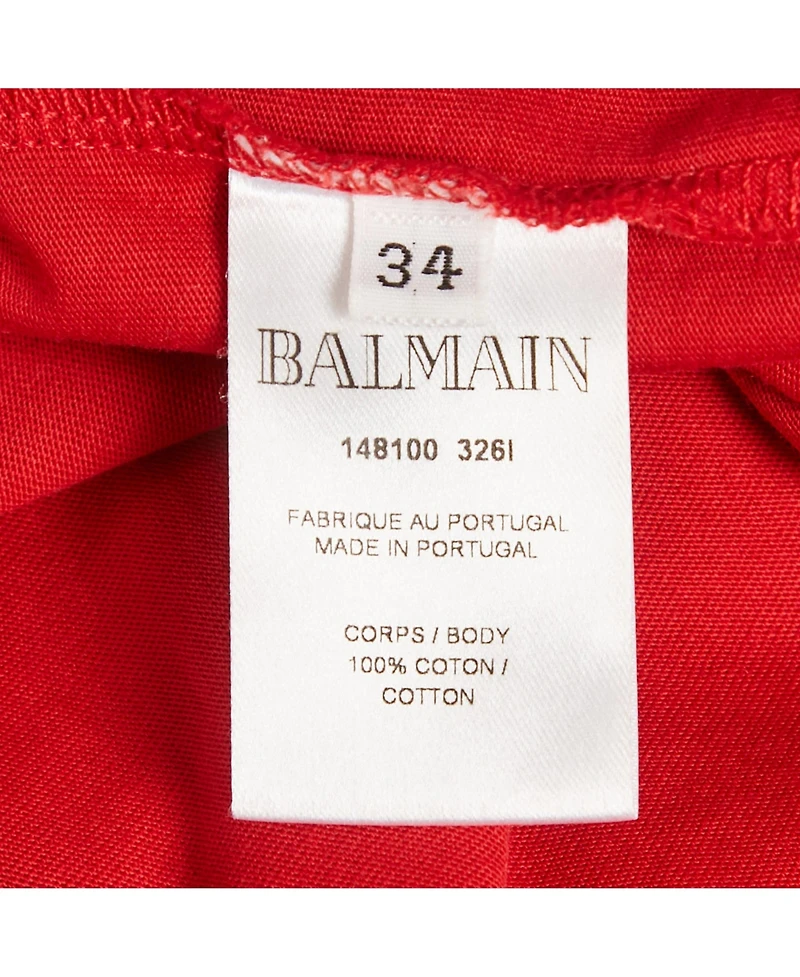 34
BALMAIN
148100 326I
FABRIQUE AU PORTUGAL
MADE IN PORTUGAL
CORPS / BODY
100% COTON /
COTTON